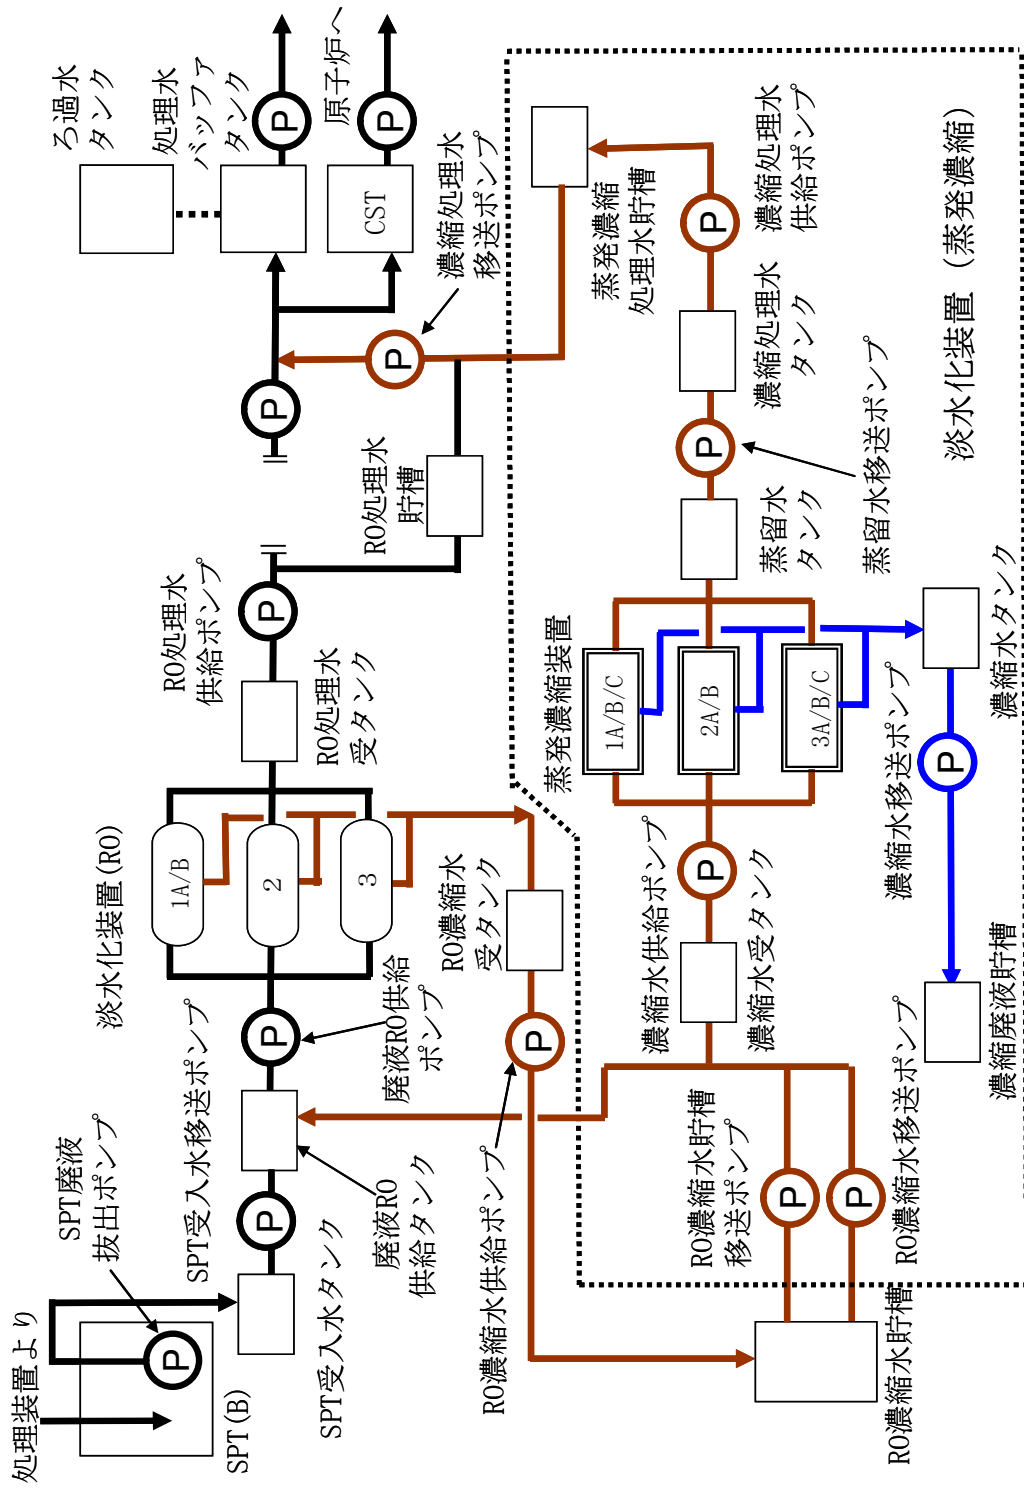 処理装置より
SPT(B)
P
SPT廃液
抜出ポンプ
SPT受入水タンク
P
SPT受入水移送ポンプ
廃液RO
供給タンク
P
廃液RO供給
ポンプ
淡水化装置(RO)
1A/B
2
3
RO処理水
受タンク
P
RO処理水
供給ポンプ
RO処理水
貯槽
P
P
濃縮処理水
移送ポンプ
ろ過水
タンク
処理水
バッファ
タンク
P
CST
P
原子炉へ
RO濃縮水
受タンク
P
RO濃縮水供給ポンプ
RO濃縮水貯槽
P
RO濃縮水貯槽
移送ポンプ
P
RO濃縮水移送ポンプ
濃縮水受タンク
P
濃縮水供給ポンプ
蒸発濃縮装置
1A/B/C
2A/B
3A/B/C
濃縮水タンク
P
濃縮水移送ポンプ
濃縮廃液貯槽
蒸留水
タンク
P
蒸留水移送ポンプ
濃縮処理水
タンク
P
濃縮処理水
供給ポンプ
蒸発濃縮
処理水貯槽
淡水化装置(蒸発濃縮)